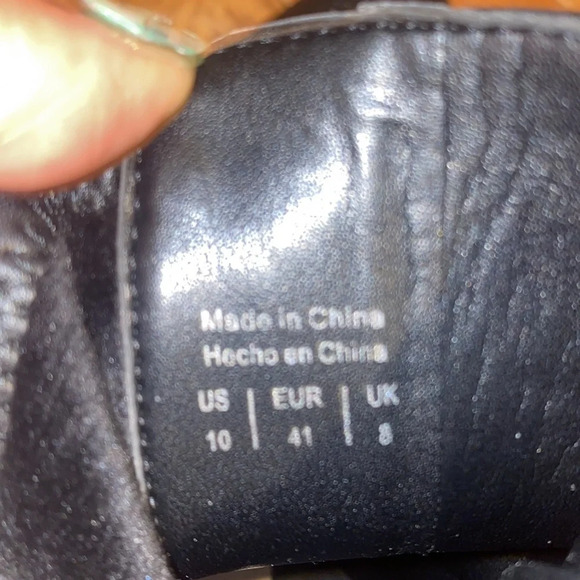 Made in China
Hecho en China
US | EUR | UK
10 | 41 | 8